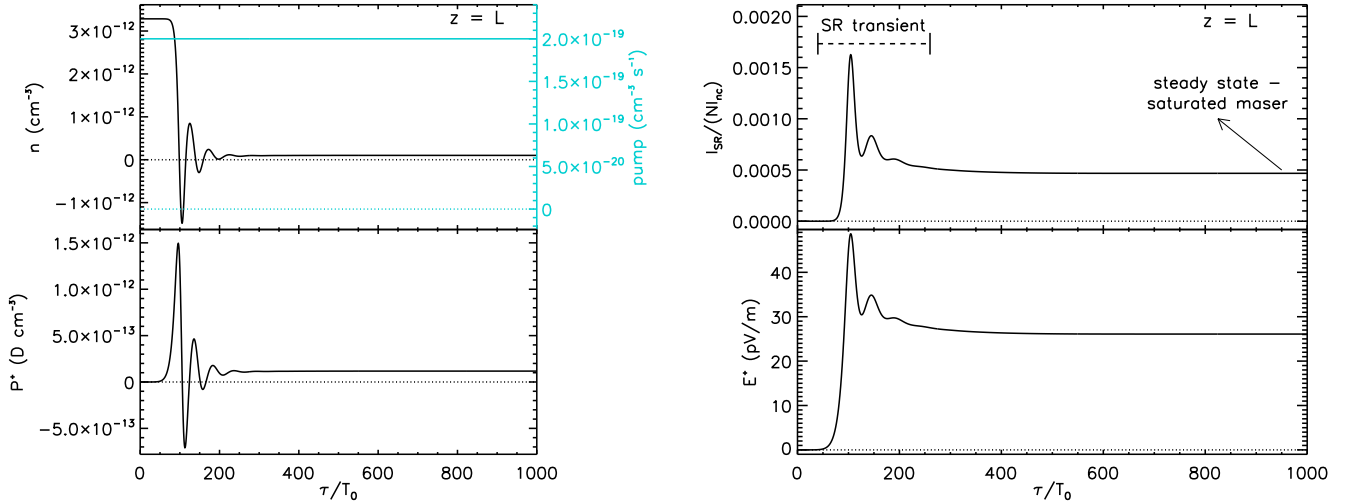 z = L
3×10⁻¹²
2×10⁻¹²
1×10⁻¹²
0
−1×10⁻¹²
n (cm⁻³)
2.0×10⁻¹⁹
1.5×10⁻¹⁹
1.0×10⁻¹⁹
5.0×10⁻²⁰
0
pump (cm⁻³ s⁻¹)
1.5×10⁻¹²
1.0×10⁻¹²
5.0×10⁻¹³
0
−5.0×10⁻¹³
P⁺ (D cm⁻³)
0 200 400 600 800 1000
τ/T₀
z = L
SR transient
steady state −
saturated maser
0.0020
0.0015
0.0010
0.0005
0.0000
I_SR/(NI_nc)
40
30
20
10
0
E⁺ (pV/m)
0 200 400 600 800 1000
τ/T₀